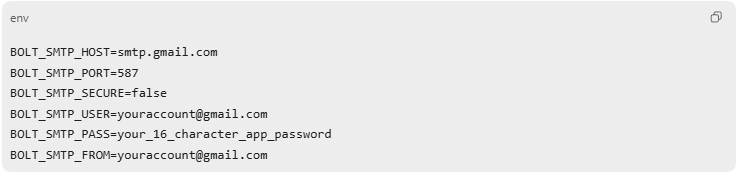 env
BOLT_SMTP_HOST=smtp.gmail.com
BOLT_SMTP_PORT=587
BOLT_SMTP_SECURE=false
BOLT_SMTP_USER=youraccount@gmail.com
BOLT_SMTP_PASS=your_16_character_app_password
BOLT_SMTP_FROM=youraccount@gmail.com